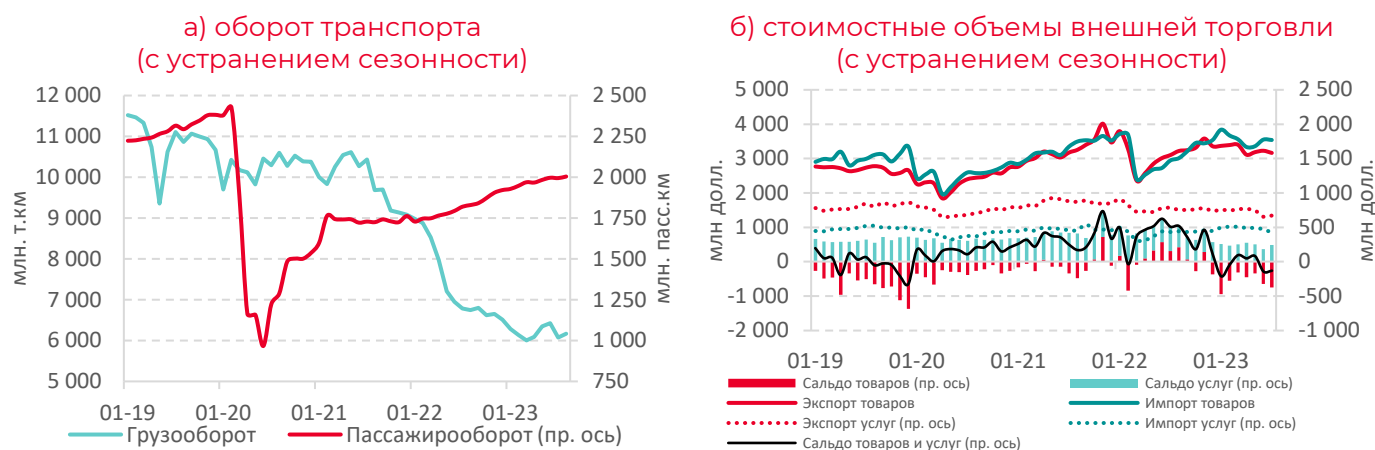 а) оборот транспорта
(с устранением сезонности)
12 000
11 000
10 000
9 000
8 000
7 000
6 000
5 000
млн. т.км
2 500
2 250
2 000
1 750
1 500
1 250
1 000
750
млн. пасс.км
01-19
01-20
01-21
01-22
01-23
Грузооборот
Пассажирооборот (пр. ось)
б) стоимостные объемы внешней торговли
(с устранением сезонности)
5 000
4 000
3 000
2 000
1 000
0
-1 000
-2 000
млн долл.
2 500
2 000
1 500
1 000
500
0
-500
-1 000
млн долл.
01-19
01-20
01-21
01-22
01-23
Сальдо товаров (пр. ось)
Сальдо услуг (пр. ось)
Экспорт товаров
Импорт товаров
Экспорт услуг (пр. ось)
Импорт услуг (пр. ось)
Сальдо товаров и услуг (пр. ось)